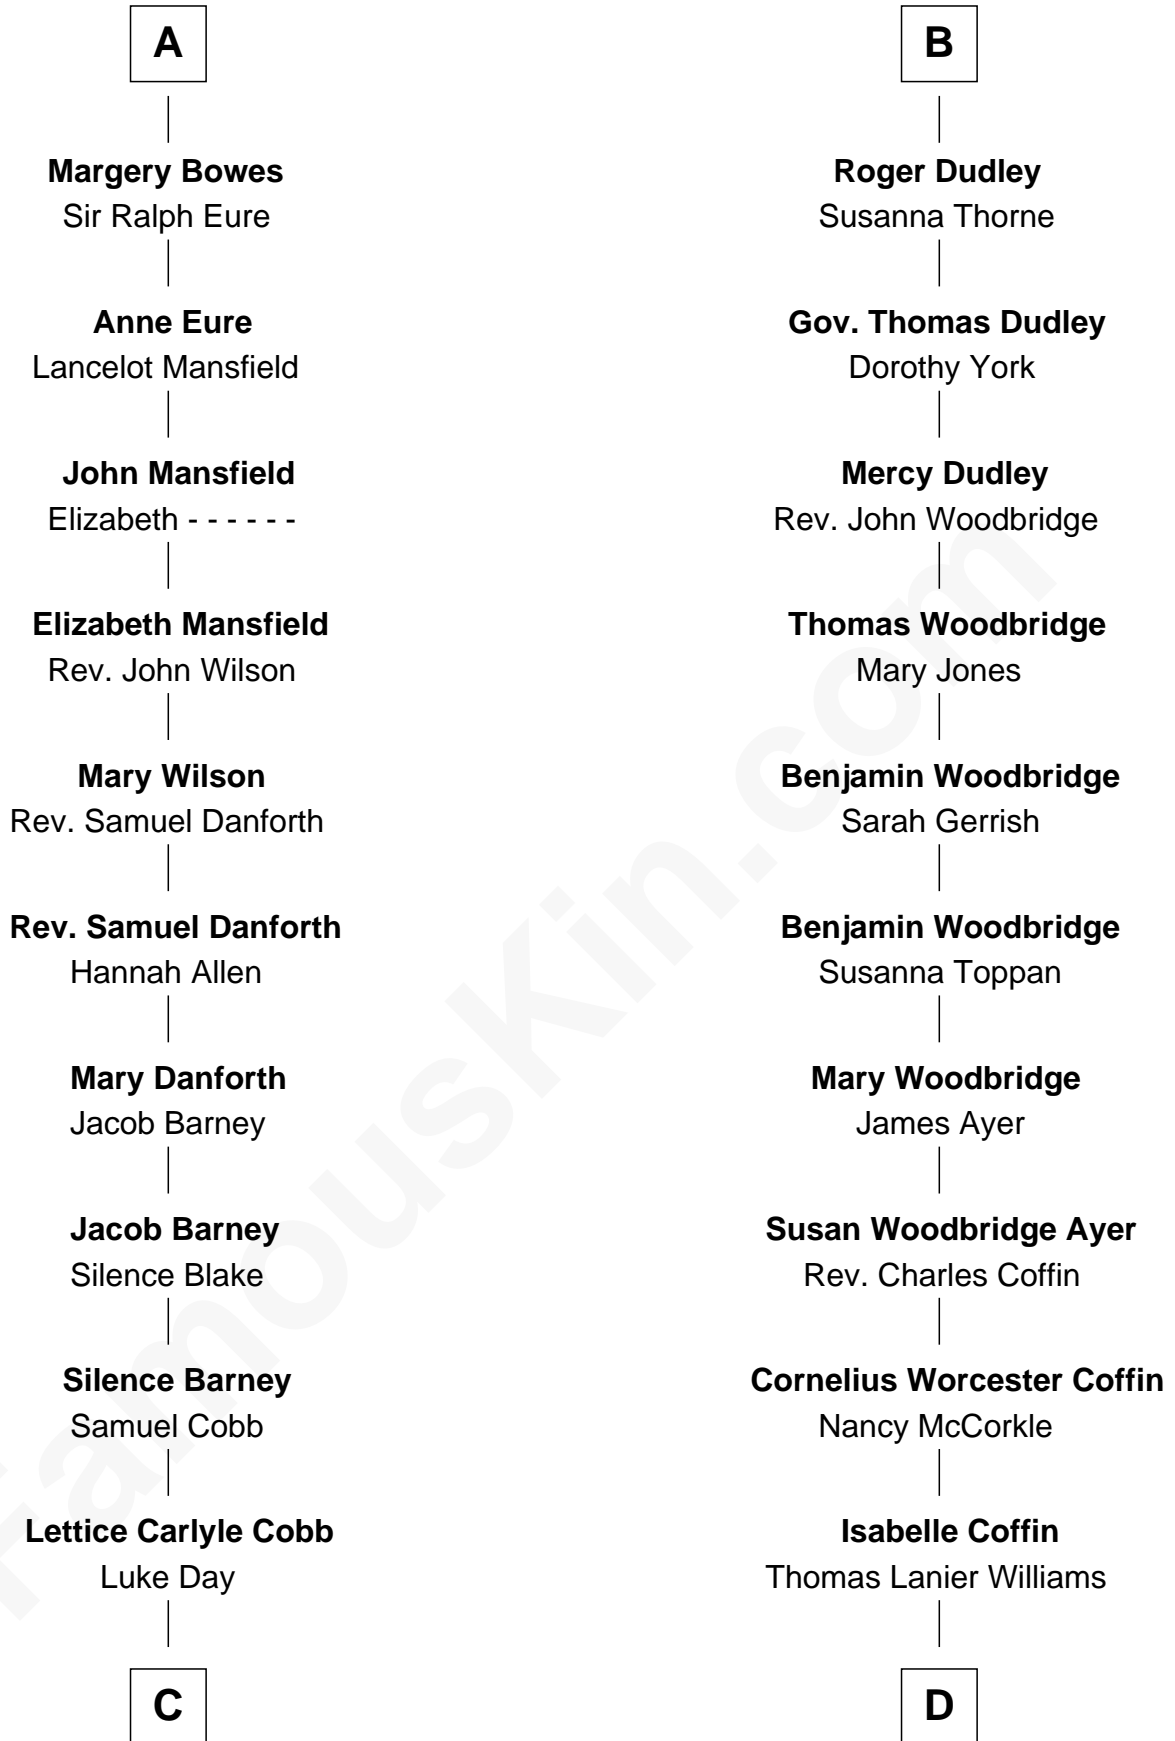 A
Margery Bowes
Sir Ralph Eure
Anne Eure
Lancelot Mansfield
John Mansfield
Elizabeth - - - - - -
Elizabeth Mansfield
Rev. John Wilson
Mary Wilson
Rev. Samuel Danforth
Rev. Samuel Danforth
Hannah Allen
Mary Danforth
Jacob Barney
Jacob Barney
Silence Blake
Silence Barney
Samuel Cobb
Lettice Carlyle Cobb
Luke Day
C
B
Roger Dudley
Susanna Thorne
Gov. Thomas Dudley
Dorothy York
Mercy Dudley
Rev. John Woodbridge
Thomas Woodbridge
Mary Jones
Benjamin Woodbridge
Sarah Gerrish
Benjamin Woodbridge
Susanna Toppan
Mary Woodbridge
James Ayer
Susan Woodbridge Ayer
Rev. Charles Coffin
Cornelius Worcester Coffin
Nancy McCorkle
Isabelle Coffin
Thomas Lanier Williams
D
FamousKin.com